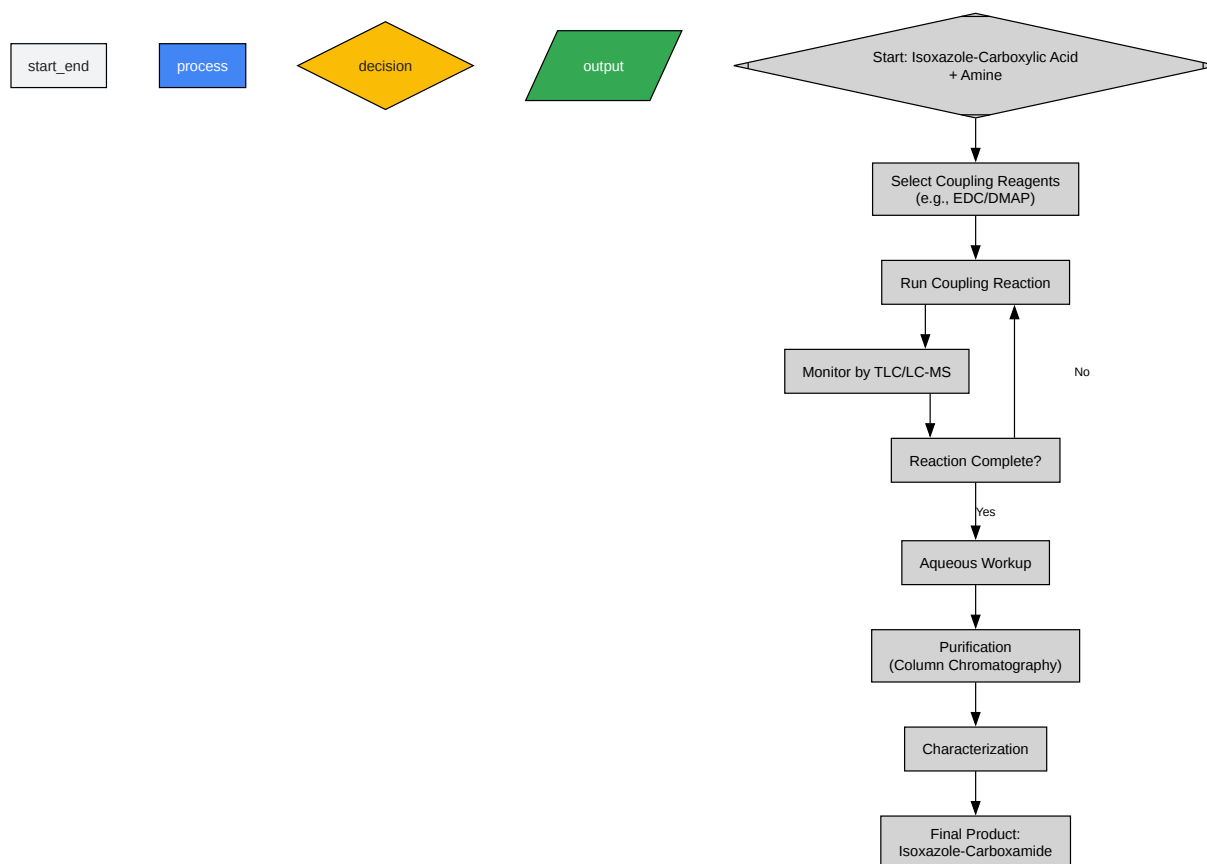 start_end
process
decision
output
Start: Isoxazole-Carboxylic Acid
+ Amine
Select Coupling Reagents
(e.g., EDC/DMAP)
Run Coupling Reaction
Monitor by TLC/LC-MS
No
Reaction Complete?
Yes
Aqueous Workup
Purification
(Column Chromatography)
Characterization
Final Product:
Isoxazole-Carboxamide